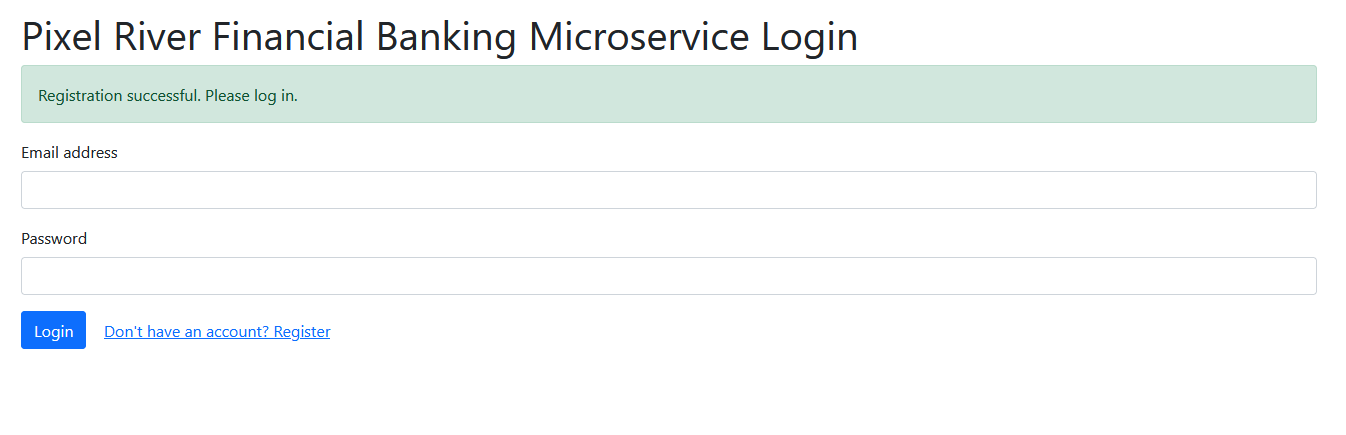 Pixel River Financial Banking Microservice Login
Registration successful. Please log in.
Email address
Password
Login
Don't have an account? Register